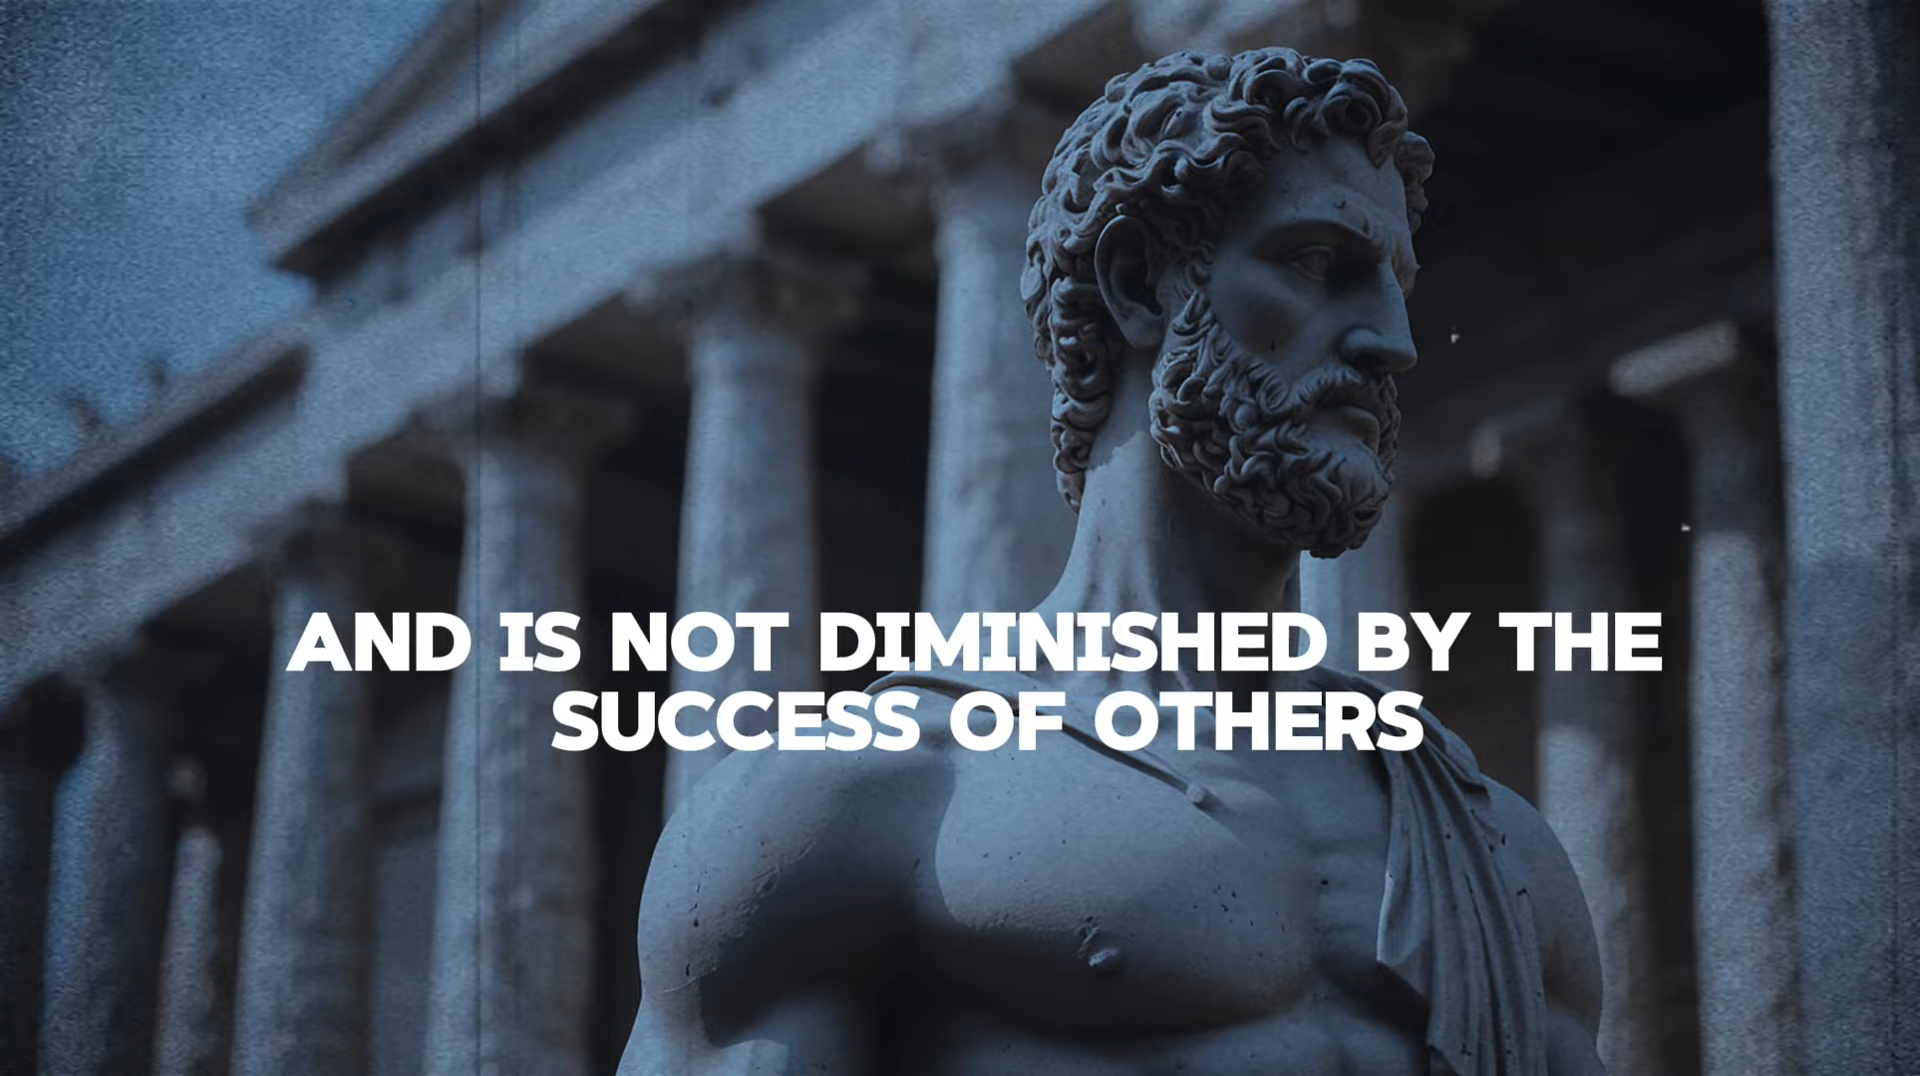 AND IS NOT DIMINISHED BY THE
SUCCESS OF OTHERS